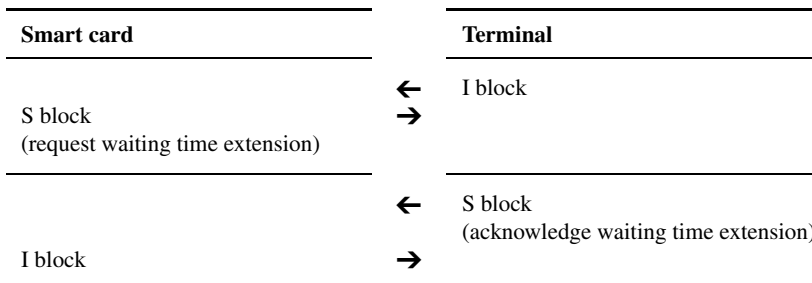 Smart card Terminal
← I block
S block →
(request waiting time extension)
← S block
(acknowledge waiting time extension)
I block →